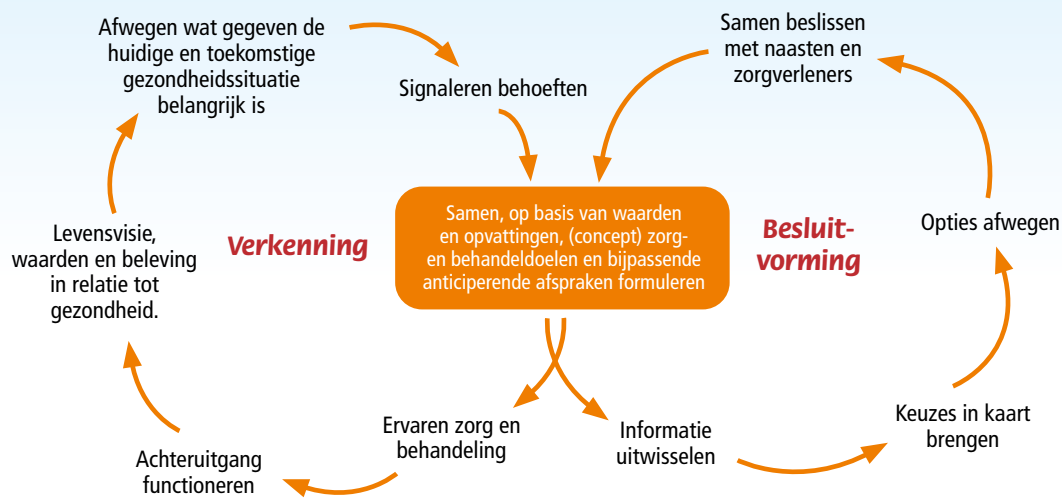 Afwegen wat gegeven de
huidige en toekomstige
gezondheidssituatie
belangrijk is
Signaleren behoeften
Samen beslissen
met naasten en
zorgverleners
Levensvisie,
waarden en beleving
in relatie tot
gezondheid.
Verkenning
Samen, op basis van waarden
en opvattingen, (concept) zorg-
en behandeldoelen en bijpassende
anticiperende afspraken formuleren
Besluit-
vorming
Opties afwegen
Achteruitgang
functioneren
Ervaren zorg en
behandeling
Informatie
uitwisselen
Keuzes in kaart
brengen